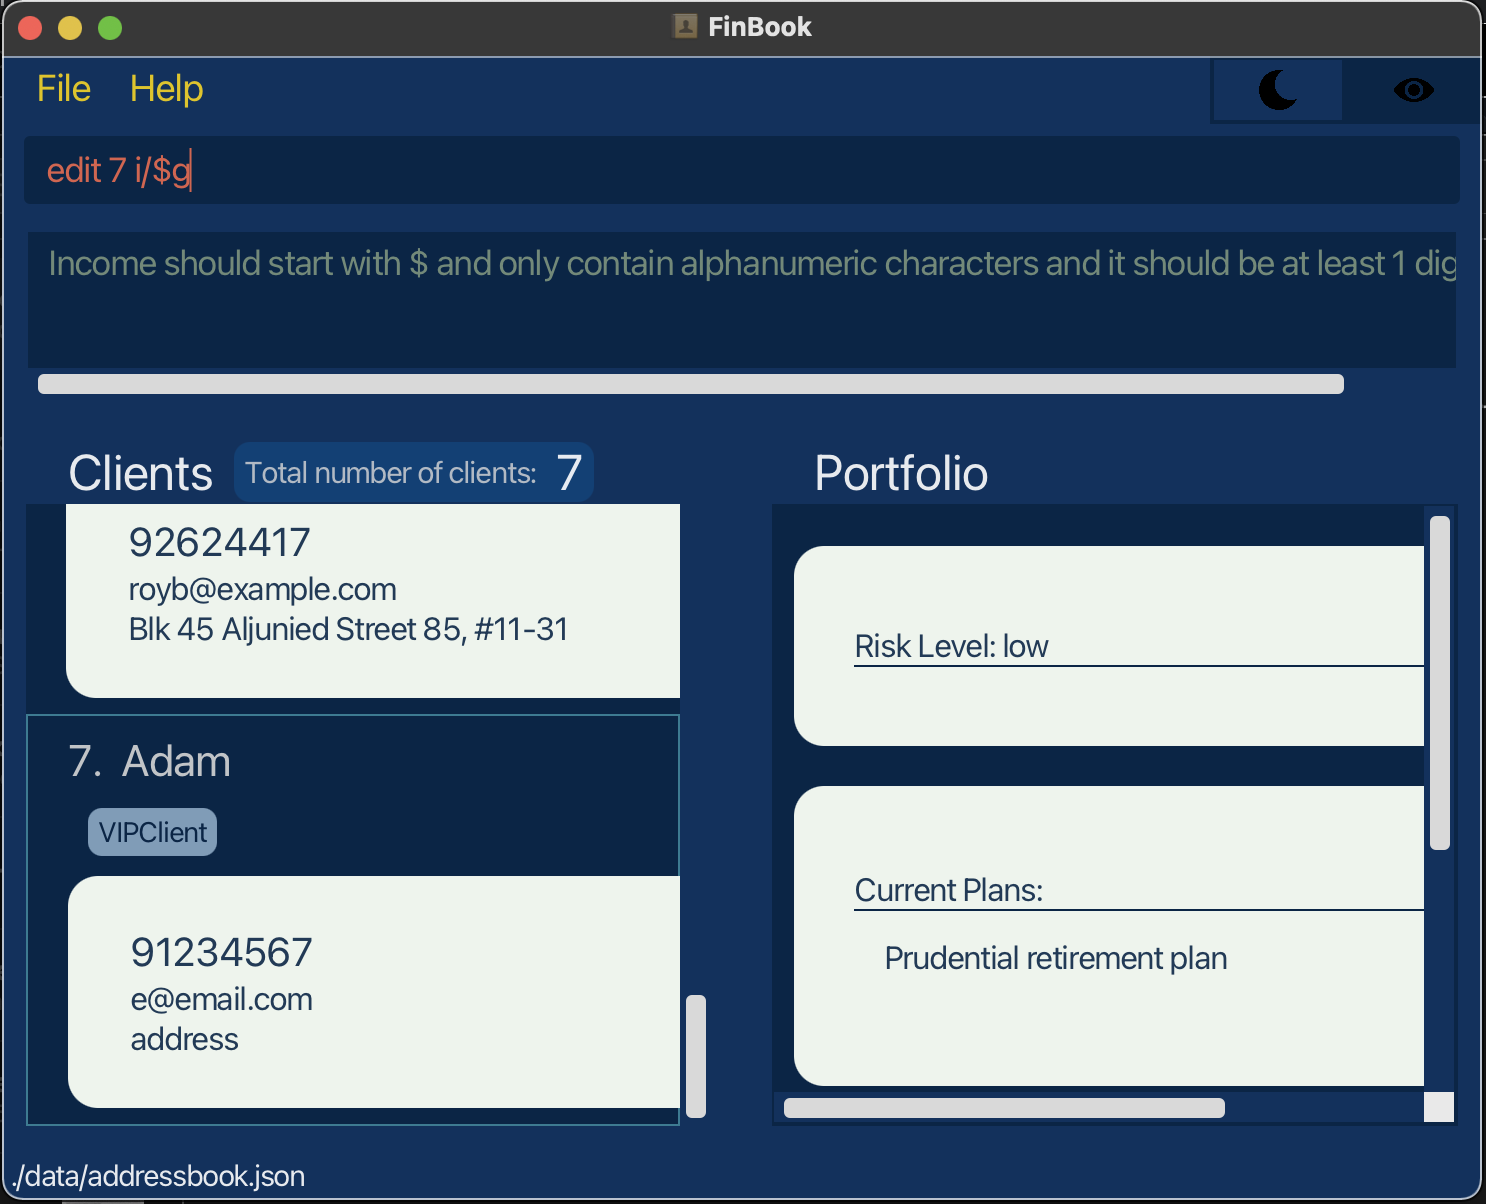 FinBook
File Help
edit 7 i/$g
Income should start with $ and only contain alphanumeric characters and it should be at least 1 dig
Clients Total number of clients: 7
Portfolio
92624417
royb@example.com
Blk 45 Aljunied Street 85, #11-31
7. Adam
VIPClient
91234567
e@email.com
address
Risk Level: low
Current Plans:
Prudential retirement plan
./data/addressbook.json